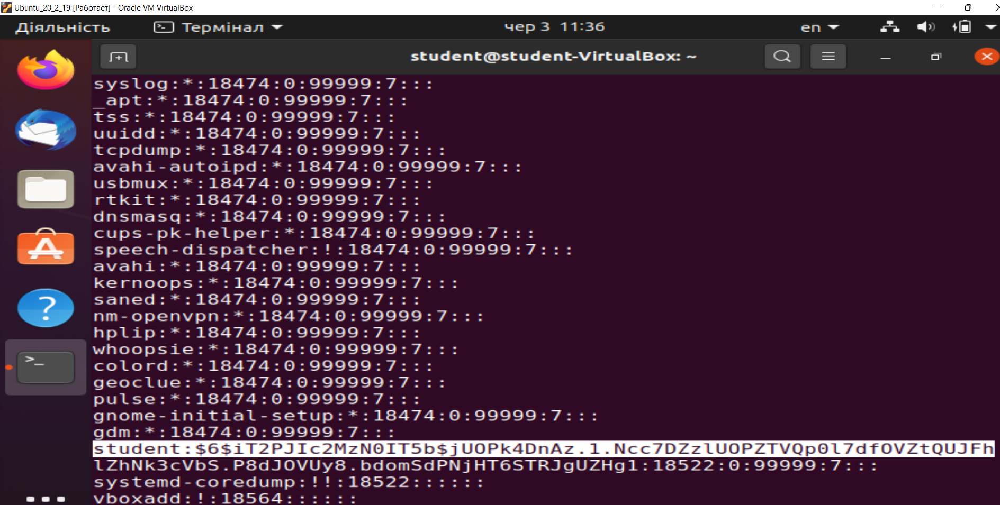 Ubuntu_20_2_19 [Работает] - Oracle VM VirtualBox
Діяльність
Термінал
чер 3 11:36
en
student@student-VirtualBox: ~
syslog:*:18474:0:99999:7:::
_apt:*:18474:0:99999:7:::
tss:*:18474:0:99999:7:::
uuidd:*:18474:0:99999:7:::
tcpdump:*:18474:0:99999:7:::
avahi-autoipd:*:18474:0:99999:7:::
usbmux:*:18474:0:99999:7:::
rtkit:*:18474:0:99999:7:::
dnsmasq:*:18474:0:99999:7:::
cups-pk-helper:*:18474:0:99999:7:::
speech-dispatcher:!:18474:0:99999:7:::
avahi:*:18474:0:99999:7:::
kernoops:*:18474:0:99999:7:::
saned:*:18474:0:99999:7:::
nm-openvpn:*:18474:0:99999:7:::
hplip:*:18474:0:99999:7:::
whoopsie:*:18474:0:99999:7:::
colord:*:18474:0:99999:7:::
geoclue:*:18474:0:99999:7:::
pulse:*:18474:0:99999:7:::
gnome-initial-setup:*:18474:0:99999:7:::
gdm:*:18474:0:99999:7:::
student:$6$iT2PJIc2MzN0IT5b$jUOPk4DnAz.1.Ncc7DZzlUOPZTVQp0l7dfOVZtQUJFh
lZhNk3cVbS.P8dJOVUy8.bdomSdPNjHT6STRJgUZHg1:18522:0:99999:7:::
systemd-coredump:!!:18522::::::
vboxadd:!:18564::::::